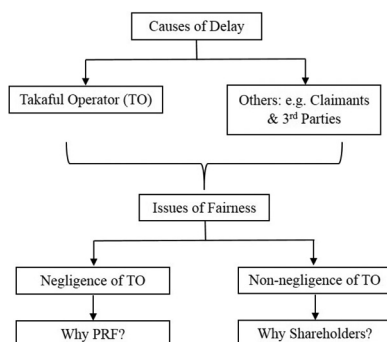 Causes of Delay
Takaful Operator (TO)
Others: e.g. Claimants
& 3rd Parties
Issues of Fairness
Negligence of TO
Non-negligence of TO
Why PRF?
Why Shareholders?